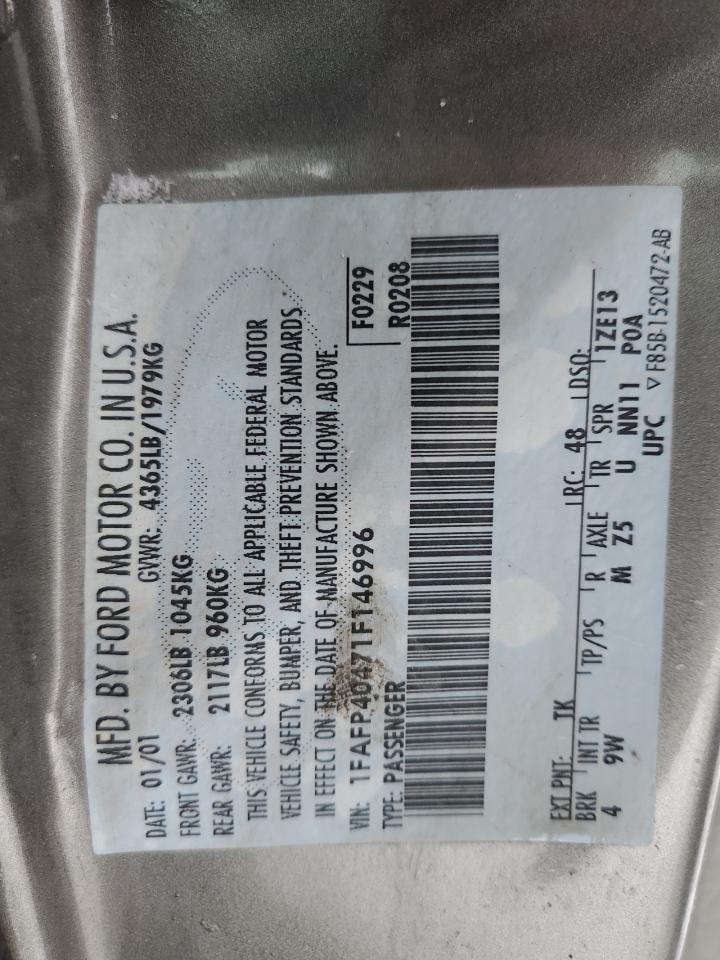 MFD. BY FORD MOTOR CO. IN U.S.A.
DATE: 01/01 GVWR: 4365LB/1979KG
FRONT GAWR: 2306LB 1045KG
REAR GAWR: 2117LB 960KG
THIS VEHICLE CONFORMS TO ALL APPLICABLE FEDERAL MOTOR
VEHICLE SAFETY, BUMPER, AND THEFT PREVENTION STANDARDS
IN EFFECT ON THE DATE OF MANUFACTURE SHOWN ABOVE.
VIN: 1FAFP40471F146996 F0229
TYPE: PASSENGER R0208
EXT PNT: TK RC: 48 DSO:
BRK INT TR TP/PS R AXLE TR SPR 1ZE13
4 9W M Z5 U NN11 P0A
UPC ▽F85B-1520472-AB